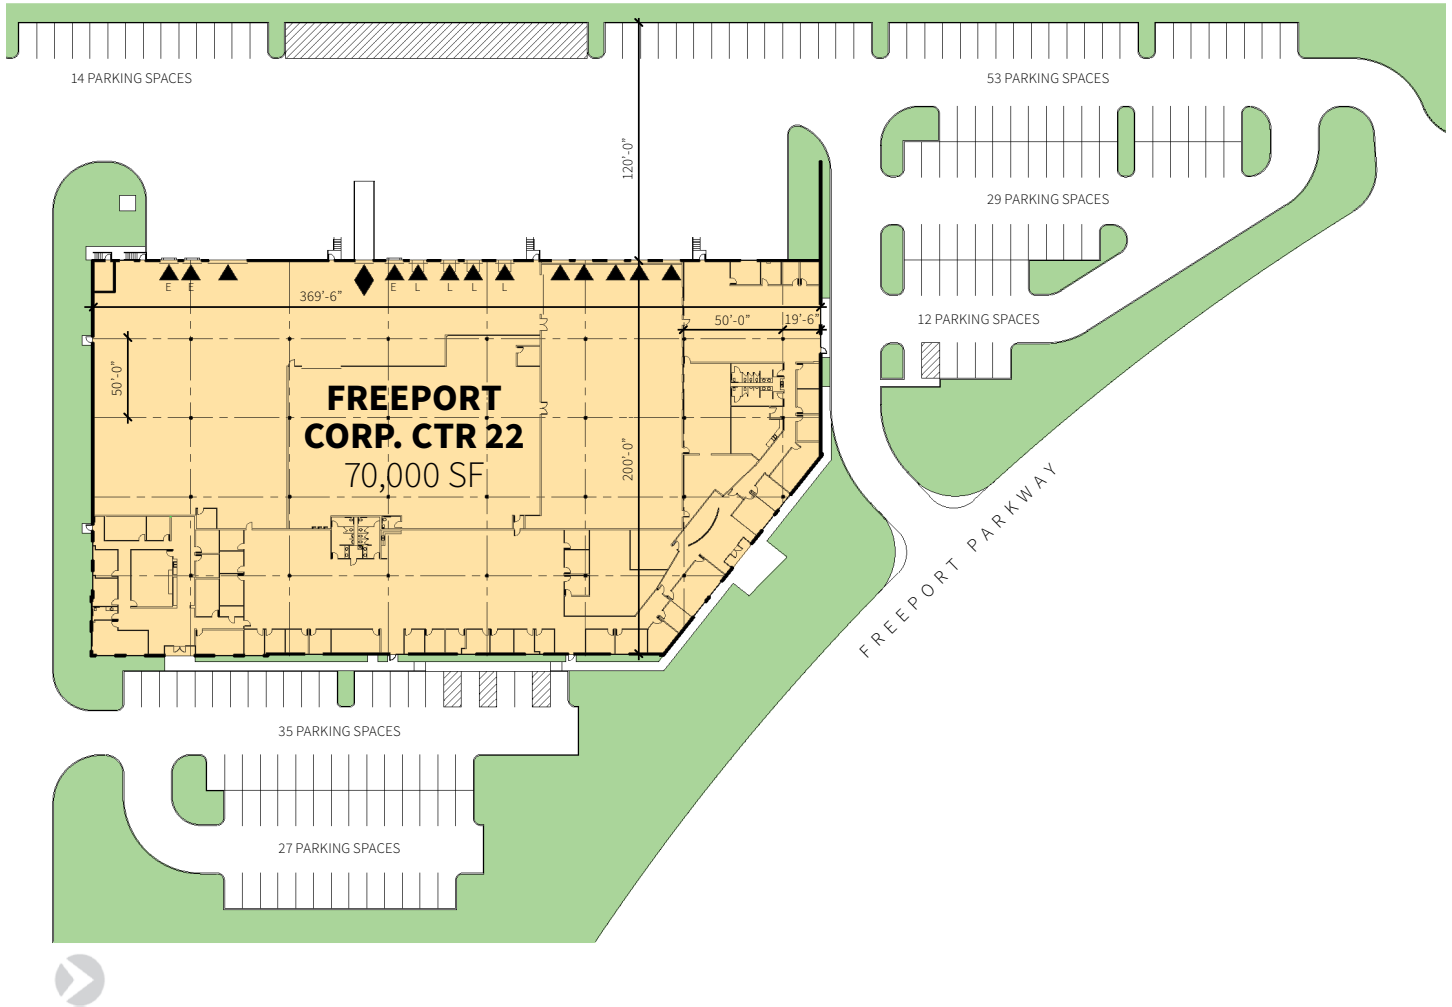 14 PARKING SPACES
53 PARKING SPACES
120'-0"
29 PARKING SPACES
E E E L L L L
369'-6"
50'-0" 19'-6"
12 PARKING SPACES
50'-0"
FREEPORT
CORP. CTR 22
70,000 SF
200'-0"
FREEPORT PARKWAY
35 PARKING SPACES
27 PARKING SPACES